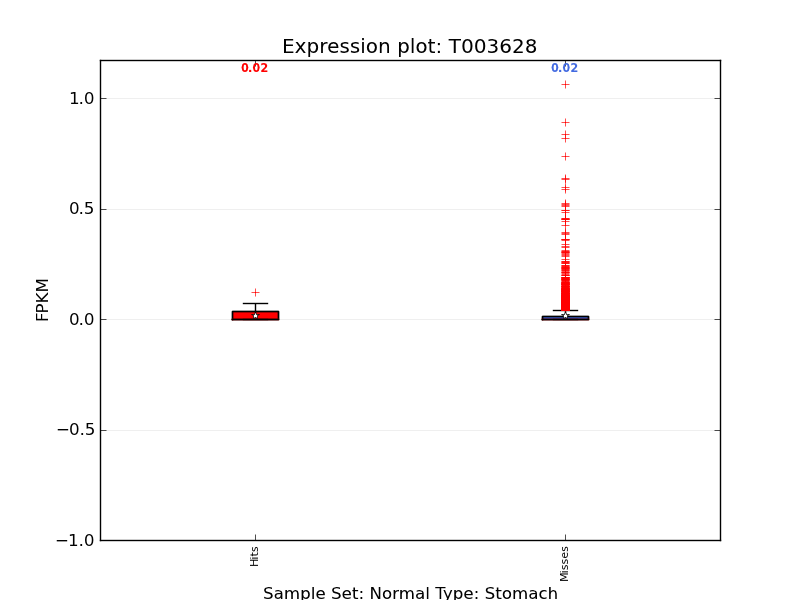 Expression plot: T003628
0.02 0.02
1.0
0.5
0.0
−0.5
−1.0
FPKM
Hits Misses
Sample Set: Normal Type: Stomach